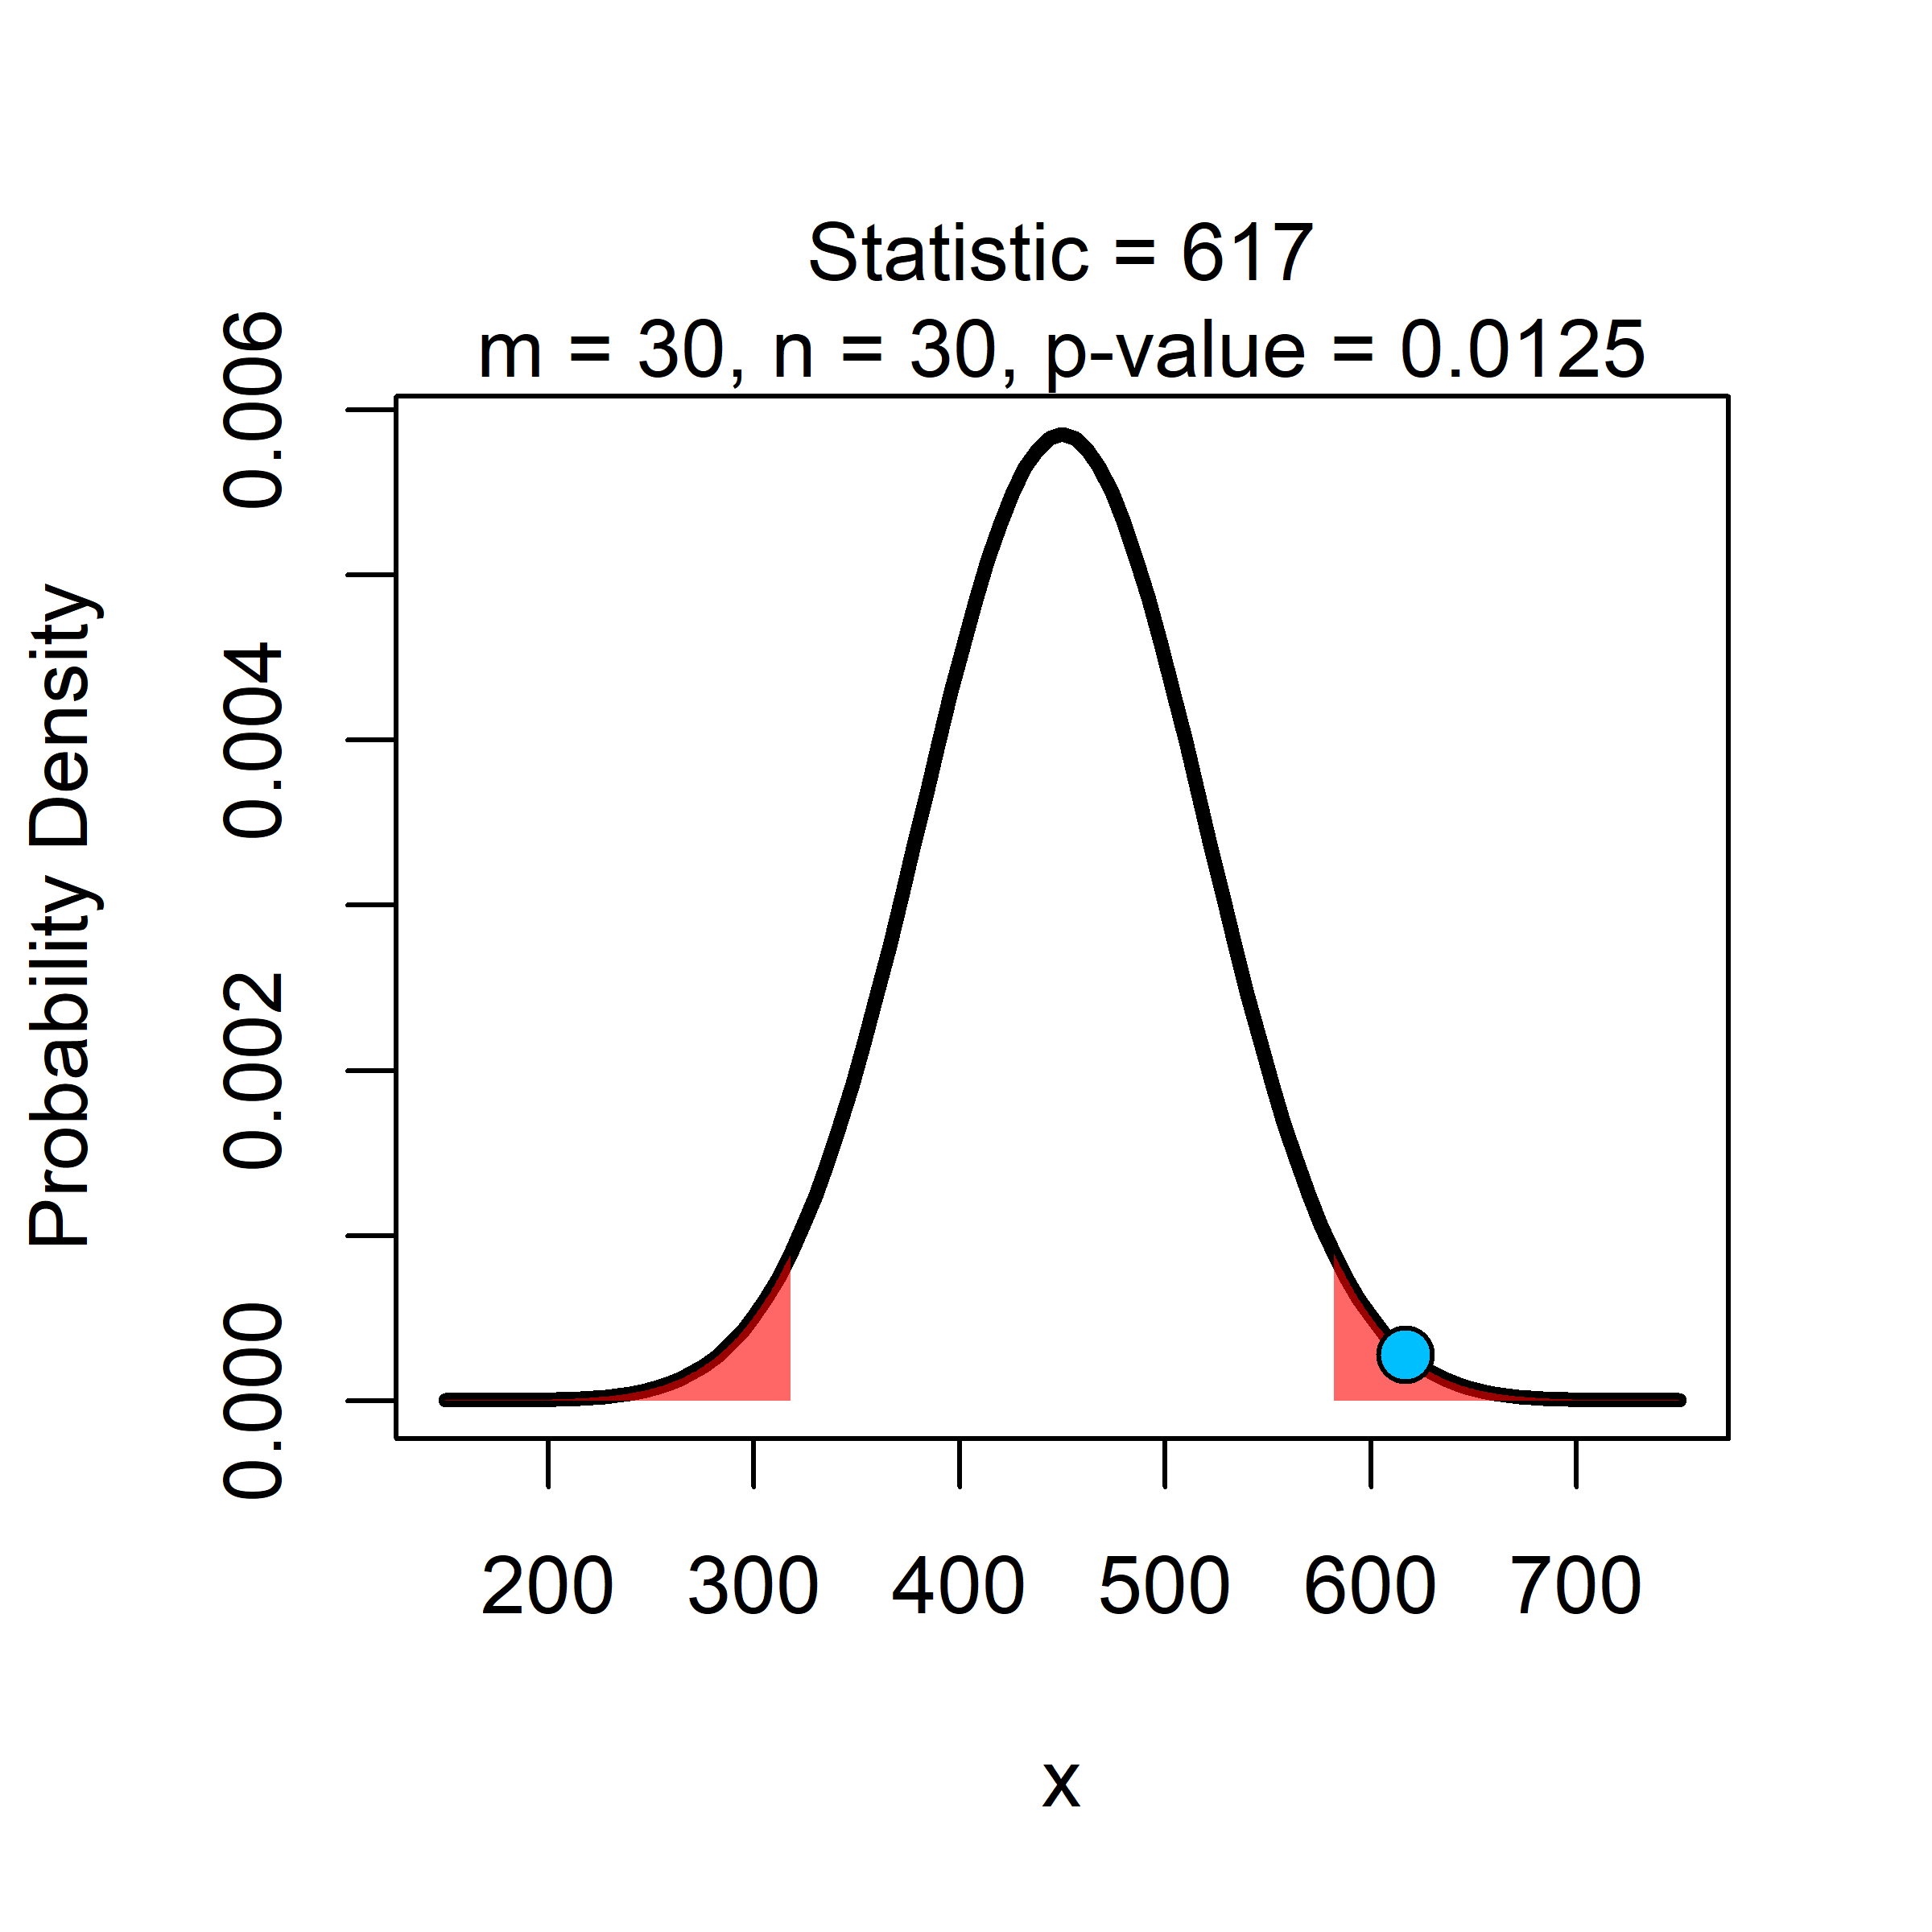 Statistic = 617
m = 30, n = 30, p-value = 0.0125
Probability Density
0.006
0.004
0.002
0.000
200 300 400 500 600 700
x